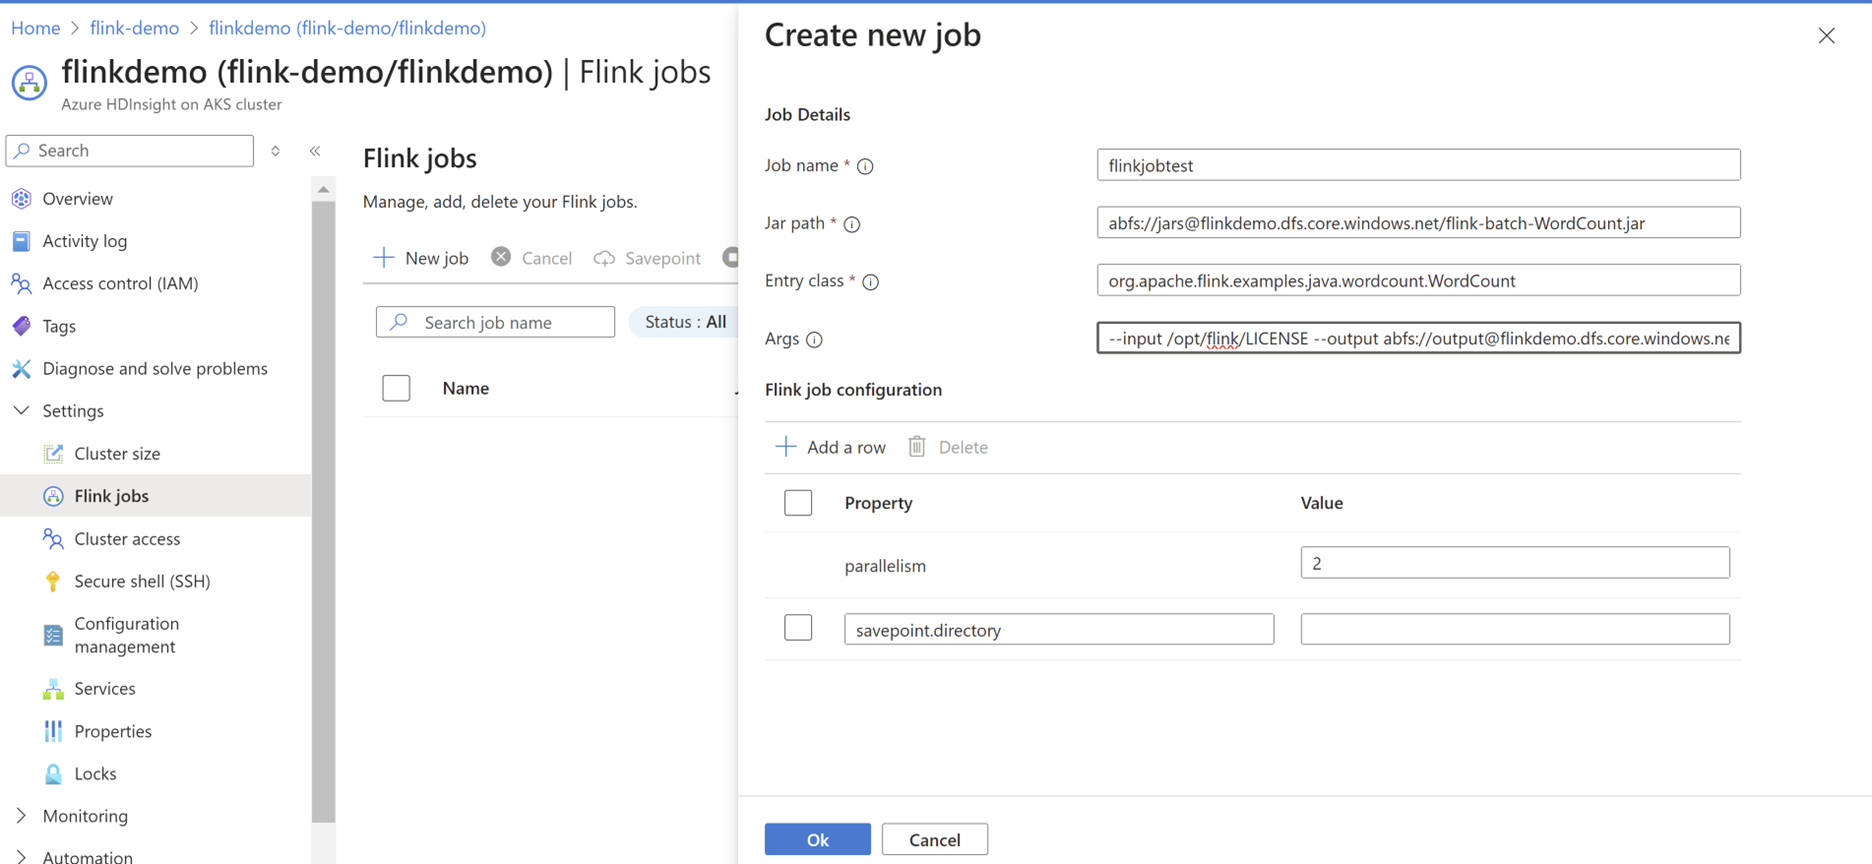 Home > flink-demo > flinkdemo (flink-demo/flinkdemo)
flinkdemo (flink-demo/flinkdemo) | Flink jobs
Azure HDInsight on AKS cluster
Search
Overview
Activity log
Access control (IAM)
Tags
Diagnose and solve problems
Settings
Cluster size
Flink jobs
Cluster access
Secure shell (SSH)
Configuration
management
Services
Properties
Locks
Monitoring
Automation
Flink jobs
Manage, add, delete your Flink jobs.
New job Cancel Savepoint
Search job name Status : All
Name
Create new job
Job Details
Job name * flinkjobtest
Jar path * abfs://jars@flinkdemo.dfs.core.windows.net/flink-batch-WordCount.jar
Entry class * org.apache.flink.examples.java.wordcount.WordCount
Args --input /opt/flink/LICENSE --output abfs://output@flinkdemo.dfs.core.windows.ne
Flink job configuration
Add a row Delete
Property Value
parallelism 2
savepoint.directory
Ok Cancel